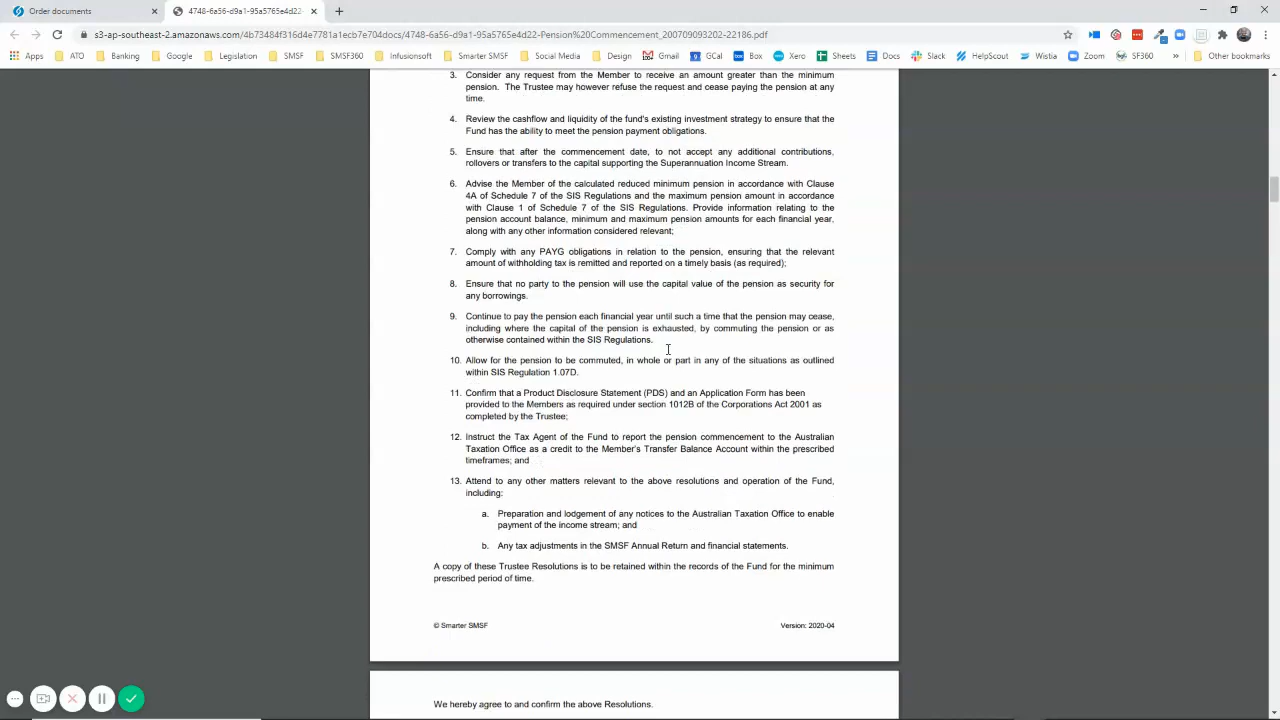 Order documents
4748-6a56-d9a1-95a5765e4d22-
s3-ap-southeast-2.amazonaws.com/4b73484f316d4e7781a1ecb7e704docs/4748-6a56-d9a1-95a5765e4d22-Pension%20Commencement_200709093202-22186.pdf
Apps ATO Banking Legislation SMSF SMSF360 Infusionsoft Smarter SMSF Social Media Design Gmail GCal Box Xero Sheets Docs Slack HelpScout Wistia Zoom SF360 » Other bookmarks
3. Consider any request from the Member to receive an amount greater than the minimum
pension. The Trustee may however refuse the request and cease paying the pension at any
time.
4. Review the cashflow and liquidity of the fund's existing investment strategy to ensure that the
Fund has the ability to meet the pension payment obligations.
5. Ensure that after the commencement date, to not accept any additional contributions,
rollovers or transfers to the capital supporting the Superannuation Income Stream.
6. Advise the Member of the calculated reduced minimum pension in accordance with Clause
4A of Schedule 7 of the SIS Regulations and the maximum pension amount in accordance
with Clause 1 of Schedule 7 of the SIS Regulations. Provide information relating to the
pension account balance, minimum and maximum pension amounts for each financial year,
along with any other information considered relevant;
7. Comply with any PAYG obligations in relation to the pension, ensuring that the relevant
amount of withholding tax is remitted and reported on a timely basis (as required);
8. Ensure that no party to the pension will use the capital value of the pension as security for
any borrowings.
9. Continue to pay the pension each financial year until such a time that the pension may cease,
including where the capital of the pension is exhausted, by commuting the pension or as
otherwise contained within the SIS Regulations.
10. Allow for the pension to be commuted, in whole or part in any of the situations as outlined
within SIS Regulation 1.07D.
11. Confirm that a Product Disclosure Statement (PDS) and an Application Form has been
provided to the Members as required under section 1012B of the Corporations Act 2001 as
completed by the Trustee;
12. Instruct the Tax Agent of the Fund to report the pension commencement to the Australian
Taxation Office as a credit to the Member's Transfer Balance Account within the prescribed
timeframes; and
13. Attend to any other matters relevant to the above resolutions and operation of the Fund,
including:
a. Preparation and lodgement of any notices to the Australian Taxation Office to enable
payment of the income stream; and
b. Any tax adjustments in the SMSF Annual Return and financial statements.
A copy of these Trustee Resolutions is to be retained within the records of the Fund for the minimum
prescribed period of time.
© Smarter SMSF Version: 2020-04
We hereby agree to and confirm the above Resolutions.